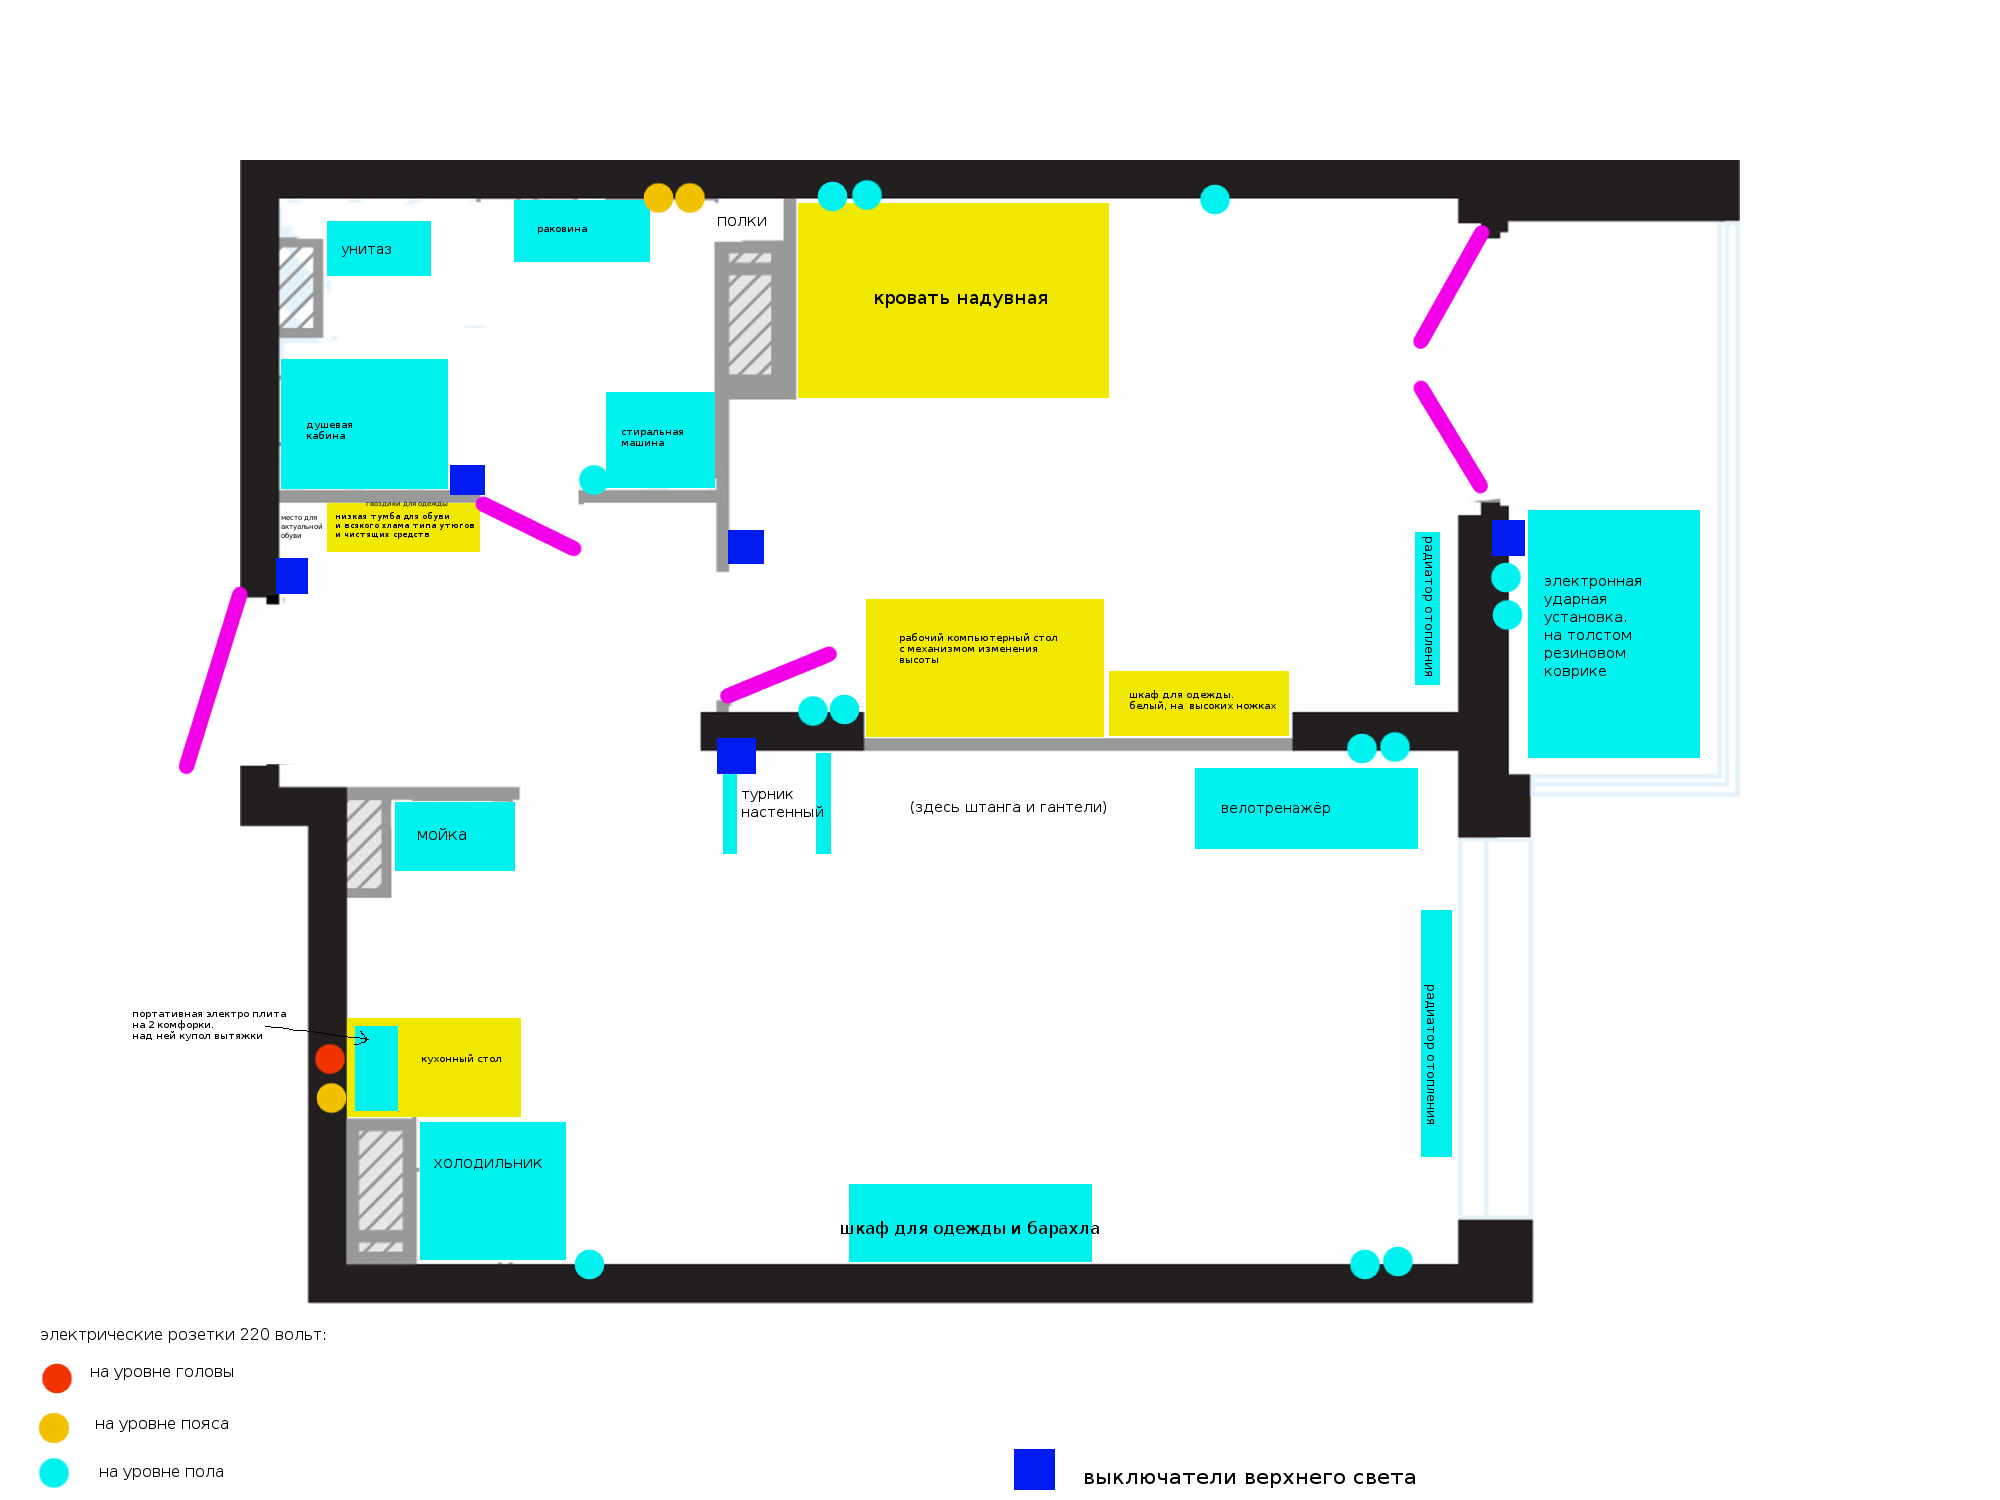 полки
раковина
унитаз
кровать надувная
душевая
кабина
стиральная
машина
гвоздики для одежды
место для
актуальной
обуви
низкая тумба для обуви
и всякого хлама типа утюгов
и чистящих средств
радиатор отопления
электронная
ударная
установка.
на толстом
резиновом
коврике
рабочий компьютерный стол
с механизмом изменения
высоты
шкаф для одежды.
белый, на высоких ножках
турник
настенный
(здесь штанга и гантели)
велотренажёр
мойка
радиатор отопления
портативная электро плита
на 2 комфорки.
над ней купол вытяжки
кухонный стол
холодильник
шкаф для одежды и барахла
электрические розетки 220 вольт:
на уровне головы
на уровне пояса
на уровне пола
выключатели верхнего света